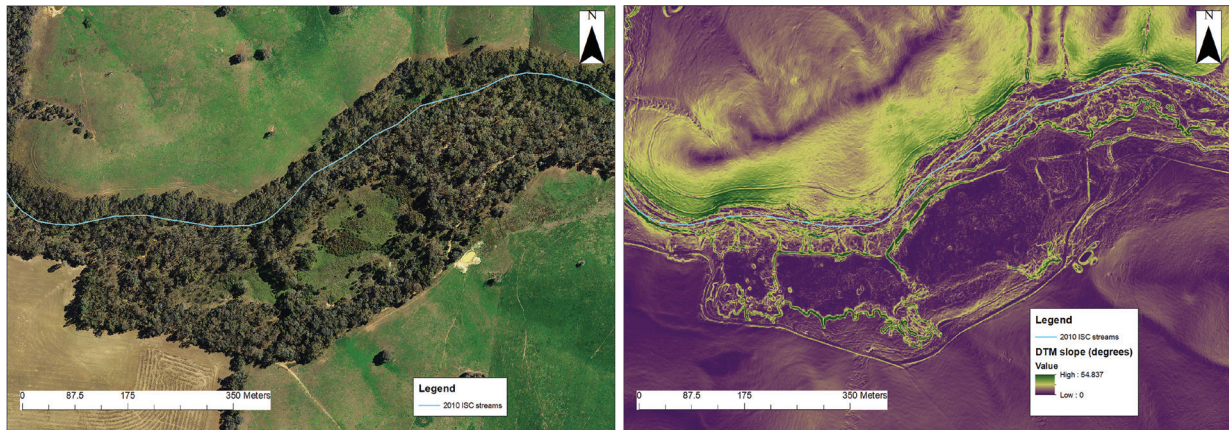 N
Legend
2010 ISC streams
0 87.5 175 350 Meters
N
Legend
2010 ISC streams
DTM slope (degrees)
Value
High : 54.837
Low : 0
0 87.5 175 350 Meters